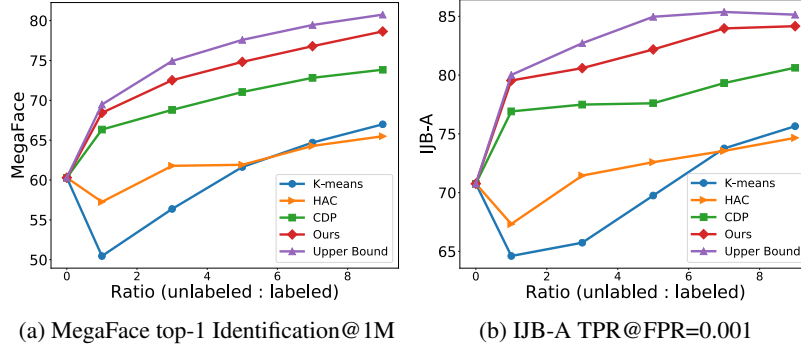 80
75
70
65
60
55
50
MegaFace
0
2
4
6
8
Ratio (unlabeled : labeled)
K-means
HAC
CDP
Ours
Upper Bound
(a) MegaFace top-1 Identification@1M
85
80
75
70
65
IJB-A
0
2
4
6
8
Ratio (unlabeled : labeled)
K-means
HAC
CDP
Ours
Upper Bound
(b) IJB-A TPR@FPR=0.001